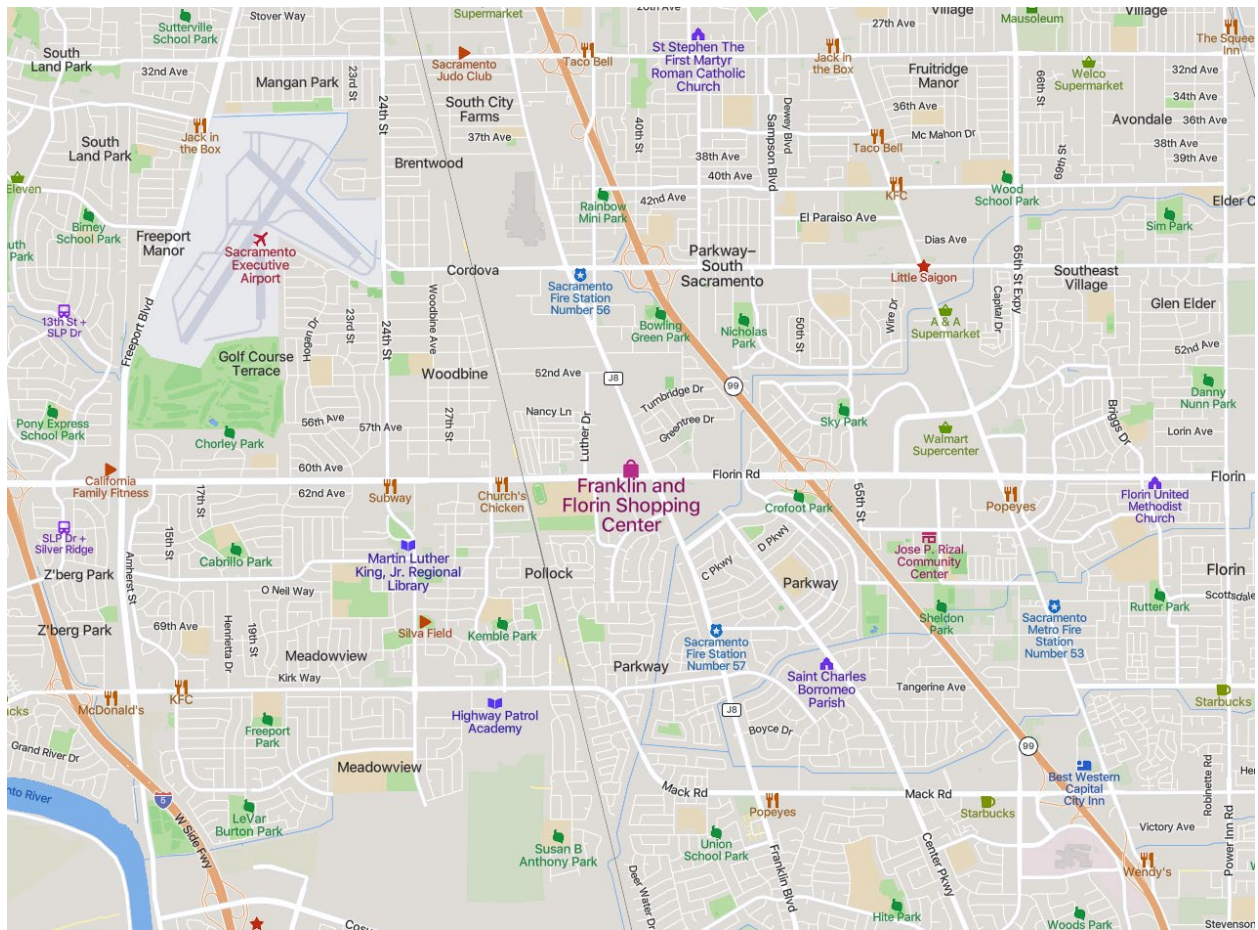 Stover Way
Sutterville
School Park
Supermarket
26th Ave
27th Ave
Village
Mausoleum
Village
The Squee
Inn
South
Land Park
32nd Ave
Mangan Park
23rd St
Sacramento
Judo Club
Taco Bell
St Stephen The
First Martyr
Roman Catholic
Church
Jack in
the Box
Fruitridge
Manor
66th St
Welco
Supermarket
32nd Ave
34th Ave
36th Ave
24th St
South City
Farms
37th Ave
40th St
Dewey Blvd
Sampson Blvd
36th Ave
Mc Mahon Dr
Avondale
Jack in
the Box
South
Land Park
Brentwood
38th Ave
40th Ave
42nd Ave
Taco Bell
38th Ave
39th Ave
69th St
Eleven
KFC
Wood
School Park
Elder C
Birney
School Park
Freeport
Manor
Rainbow
Mini Park
El Paraiso Ave
Sim Park
uth
Park
Sacramento
Executive
Airport
Cordova
Parkway–
South
Sacramento
Dias Ave
Little Saigon
65th St Expy
Southeast
Village
Sacramento
Fire Station
Number 56
13th St +
SLP Dr
Freeport Blvd
Hogan Dr
23rd St
24th St
Woodbine Ave
Bowling
Green Park
Nicholas
Park
50th St
Wire Dr
A & A
Supermarket
Capital Dr
Glen Elder
Golf Course
Terrace
Woodbine
52nd Ave
J8
99
52nd Ave
Turnbridge Dr
Greentree Dr
Nancy Ln
Luther Dr
27th St
Danny
Nunn Park
Pony Express
School Park
Chorley Park
56th Ave
57th Ave
Sky Park
Walmart
Supercenter
Briggs Dr
Lorin Ave
California
Family Fitness
60th Ave
62nd Ave
Subway
Church's
Chicken
Franklin and
Florin Shopping
Center
Florin Rd
Crofoot Park
55th St
Popeyes
Florin United
Methodist
Church
Florin
17th St
15th St
SLP Dr +
Silver Ridge
Cabrillo Park
Martin Luther
King, Jr. Regional
Library
Pollock
D Pkwy
C Pkwy
Parkway
Jose P. Rizal
Community
Center
Florin
Z'berg Park
Amherst St
O Neil Way
Scottsdale
Rutter Park
Z'berg Park
69th Ave
Henrietta Dr
19th St
Silva Field
Kemble Park
Sacramento
Fire Station
Number 57
Sheldon
Park
Sacramento
Metro Fire
Station
Number 53
Meadowview
Kirk Way
Parkway
Saint Charles
Borromeo
Parish
Tangerine Ave
McDonald's
KFC
Starbucks
cks
Freeport
Park
Highway Patrol
Academy
J8
Boyce Dr
99
Grand River Dr
Meadowview
Best Western
Capital
City Inn
Robinette Rd
Her
nto River
5
W Side Fwy
Mack Rd
Popeyes
Mack Rd
Starbucks
LeVar
Burton Park
Susan B
Anthony Park
Union
School Park
Victory Ave
Power Inn Rd
Wendy's
Franklin Blvd
Center Pkwy
Deer Water Dr
Hite Park
Woods Park
Stevenson
Cosu